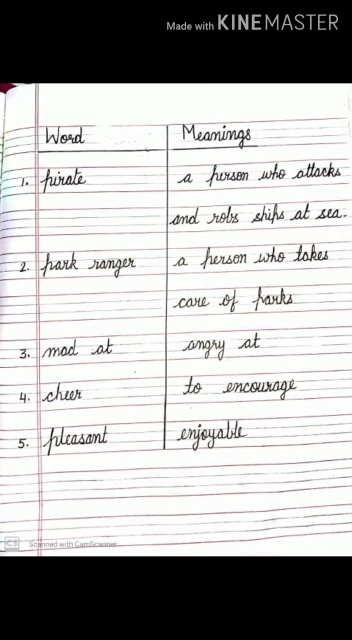 Made with KINEMASTER
Word Meanings
1. pirate a person who attacks
and robs ships at sea.
2. park ranger a person who takes
care of parks
3. mad at angry at
4. cheer to encourage
5. pleasant enjoyable
CS Scanned with CamScanner